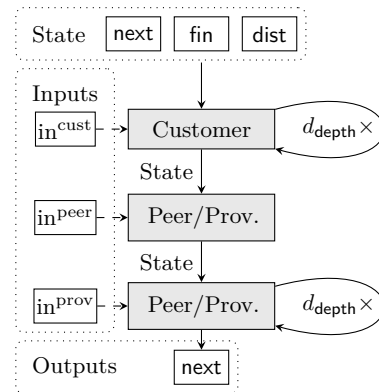 State next fin dist
Inputs
in^cust Customer d_depth×
State
in^peer Peer/Prov.
State
in^prov Peer/Prov. d_depth×
Outputs next